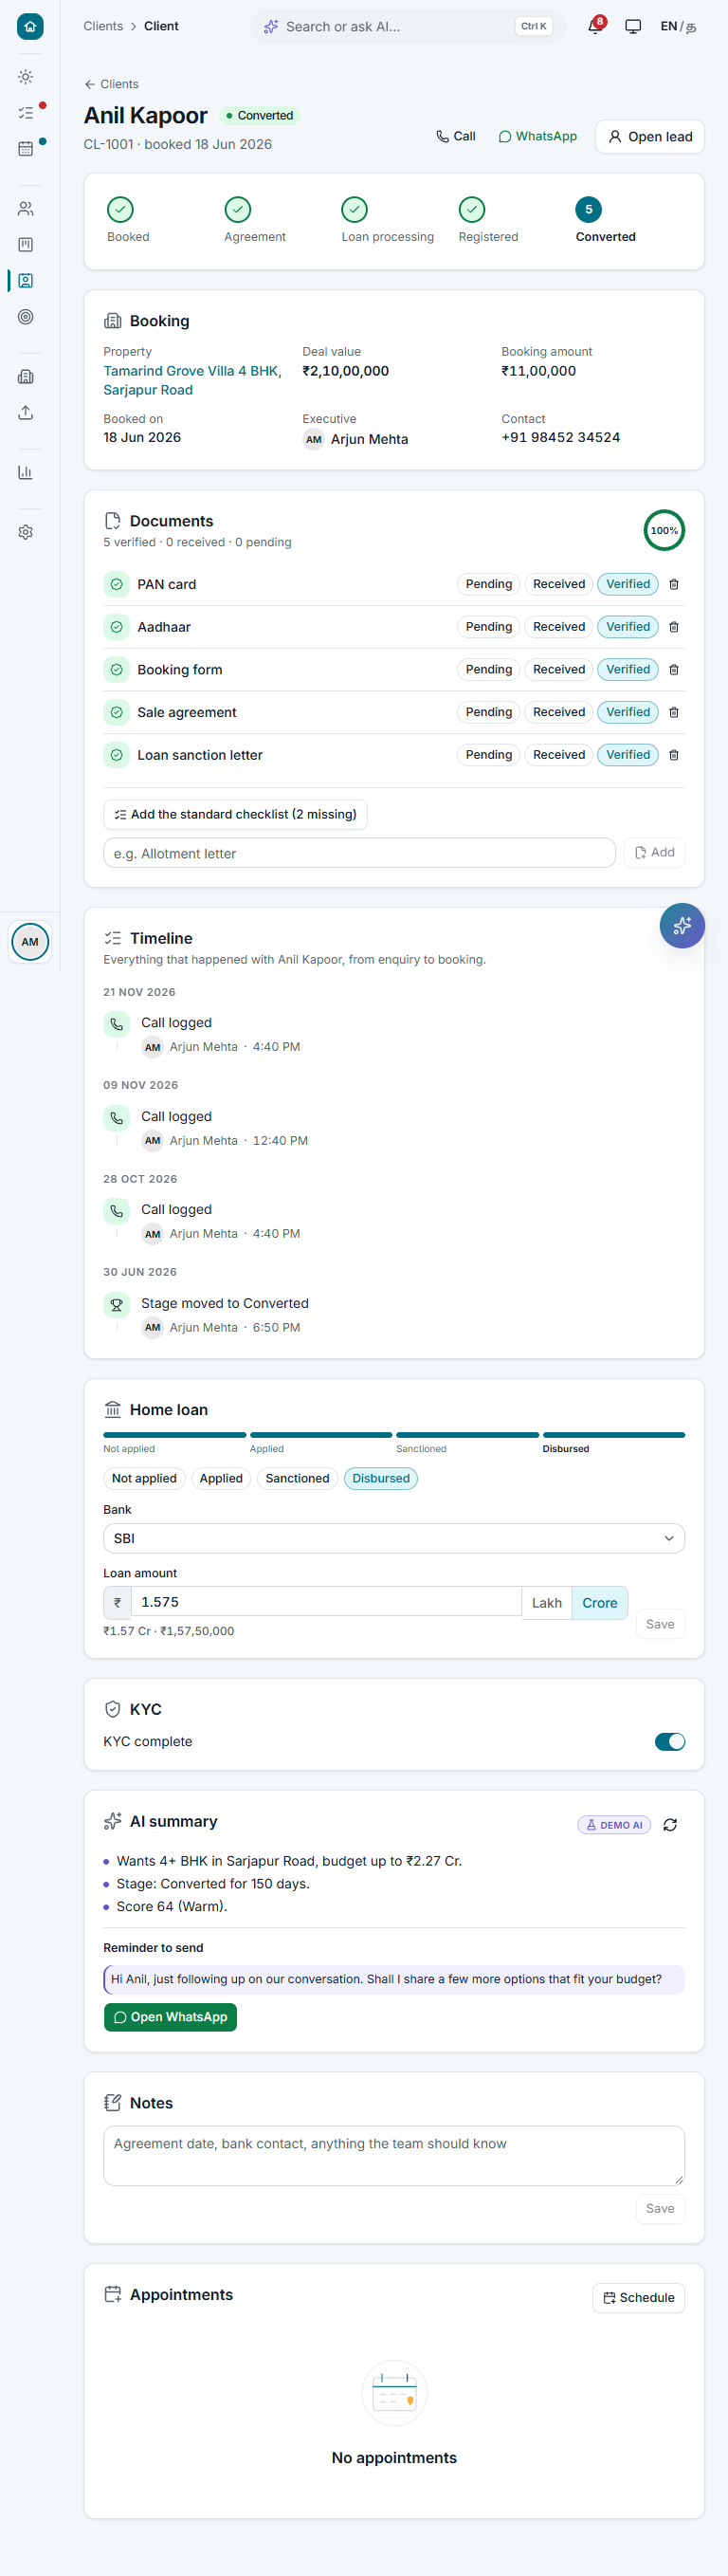 Clients > Client
Search or ask AI...
Ctrl K
8
EN / த
← Clients
Anil Kapoor
Converted
CL-1001 · booked 18 Jun 2026
Call
WhatsApp
Open lead
Booked
Agreement
Loan processing
Registered
5
Converted
Booking
Property
Deal value
Booking amount
Tamarind Grove Villa 4 BHK,
Sarjapur Road
₹2,10,00,000
₹11,00,000
Booked on
Executive
Contact
18 Jun 2026
AM Arjun Mehta
+91 98452 34524
Documents
5 verified · 0 received · 0 pending
100%
PAN card Pending Received Verified
Aadhaar Pending Received Verified
Booking form Pending Received Verified
Sale agreement Pending Received Verified
Loan sanction letter Pending Received Verified
Add the standard checklist (2 missing)
e.g. Allotment letter
Add
AM
Timeline
Everything that happened with Anil Kapoor, from enquiry to booking.
21 NOV 2026
Call logged
AM Arjun Mehta · 4:40 PM
09 NOV 2026
Call logged
AM Arjun Mehta · 12:40 PM
28 OCT 2026
Call logged
AM Arjun Mehta · 4:40 PM
30 JUN 2026
Stage moved to Converted
AM Arjun Mehta · 6:50 PM
Home loan
Not applied Applied Sanctioned Disbursed
Not applied Applied Sanctioned Disbursed
Bank
SBI
Loan amount
₹ 1.575 Lakh Crore
Save
₹1.57 Cr · ₹1,57,50,000
KYC
KYC complete
AI summary
DEMO AI
Wants 4+ BHK in Sarjapur Road, budget up to ₹2.27 Cr.
Stage: Converted for 150 days.
Score 64 (Warm).
Reminder to send
Hi Anil, just following up on our conversation. Shall I share a few more options that fit your budget?
Open WhatsApp
Notes
Agreement date, bank contact, anything the team should know
Save
Appointments
Schedule
No appointments